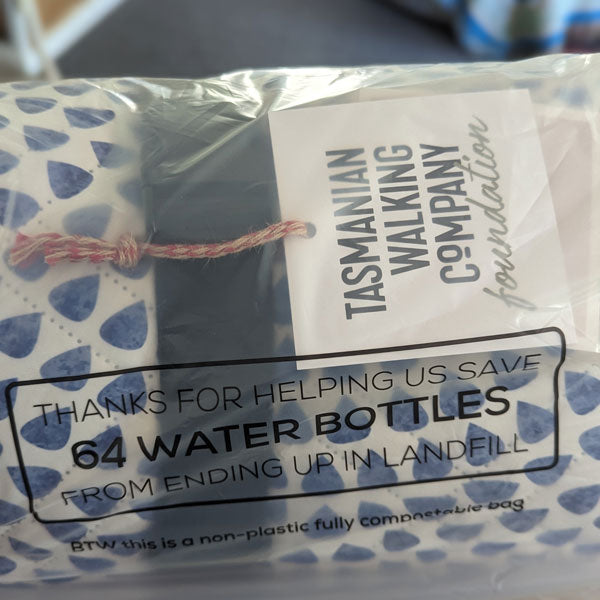 TASMANIAN
WALKING
COMPANY
foundation
THANKS FOR HELPING US SAVE
64 WATER BOTTLES
FROM ENDING UP IN LANDFILL
BTW this is a non-plastic fully compostable bag